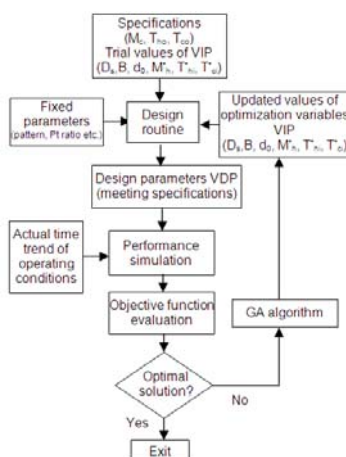 Specifications
(Mc, Tho, Tco)
Trial values of VIP
(Ds, B, d0, M*h, T*hi, T*o)
Fixed
parameters
(pattern, Pt ratio etc.)
Design
routine
Updated values of
optimization variables
VIP
(Ds, B, d0, M*h, T*hi, T*o)
Design parameters VDP
(meeting specifications)
Actual time
trend of
operating
conditions
Performance
simulation
Objective function
evaluation
GA algorithm
Optimal
solution?
No
Yes
Exit